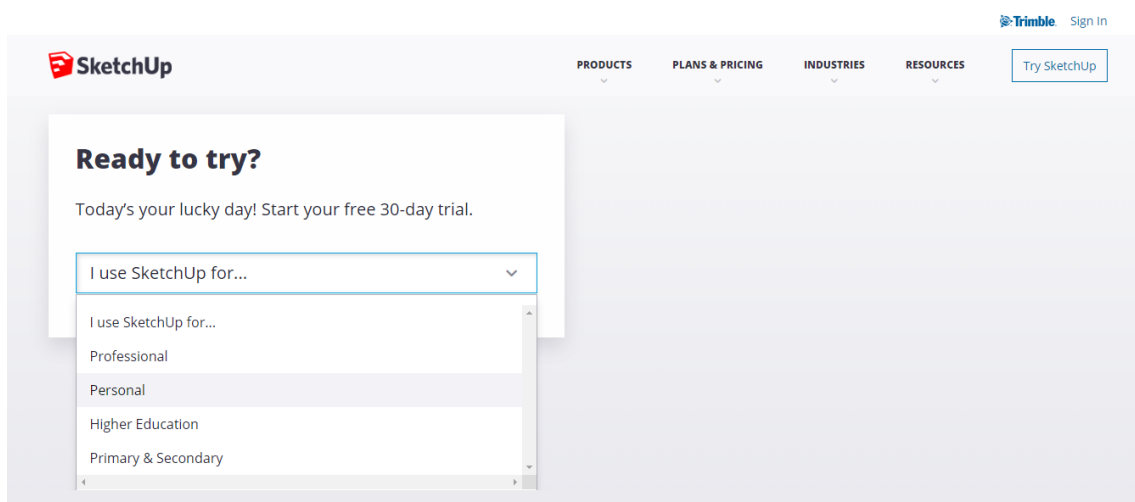 Trimble. Sign In
SketchUp PRODUCTS PLANS & PRICING INDUSTRIES RESOURCES Try SketchUp
Ready to try?
Today's your lucky day! Start your free 30-day trial.
I use SketchUp for...
I use SketchUp for...
Professional
Personal
Higher Education
Primary & Secondary